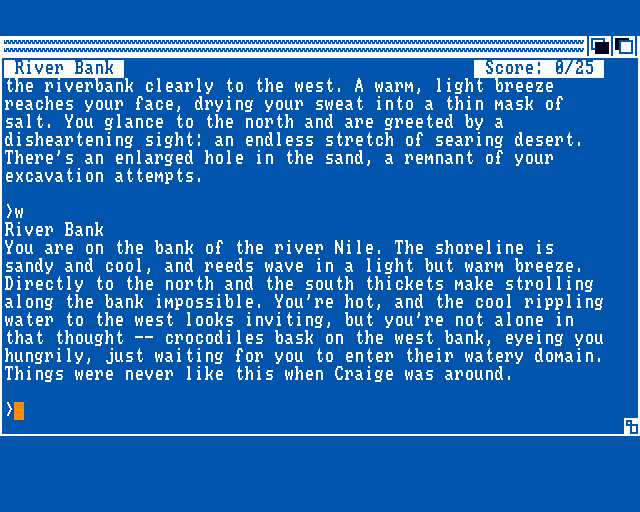 River Bank Score: 0/25
the riverbank clearly to the west. A warm, light breeze
reaches your face, drying your sweat into a thin mask of
salt. You glance to the north and are greeted by a
disheartening sight: an endless stretch of searing desert.
There's an enlarged hole in the sand, a remnant of your
excavation attempts.
>w
River Bank
You are on the bank of the river Nile. The shoreline is
sandy and cool, and reeds wave in a light but warm breeze.
Directly to the north and the south thickets make strolling
along the bank impossible. You're hot, and the cool rippling
water to the west looks inviting, but you're not alone in
that thought -- crocodiles bask on the west bank, eyeing you
hungrily, just waiting for you to enter their watery domain.
Things were never like this when Craige was around.
>